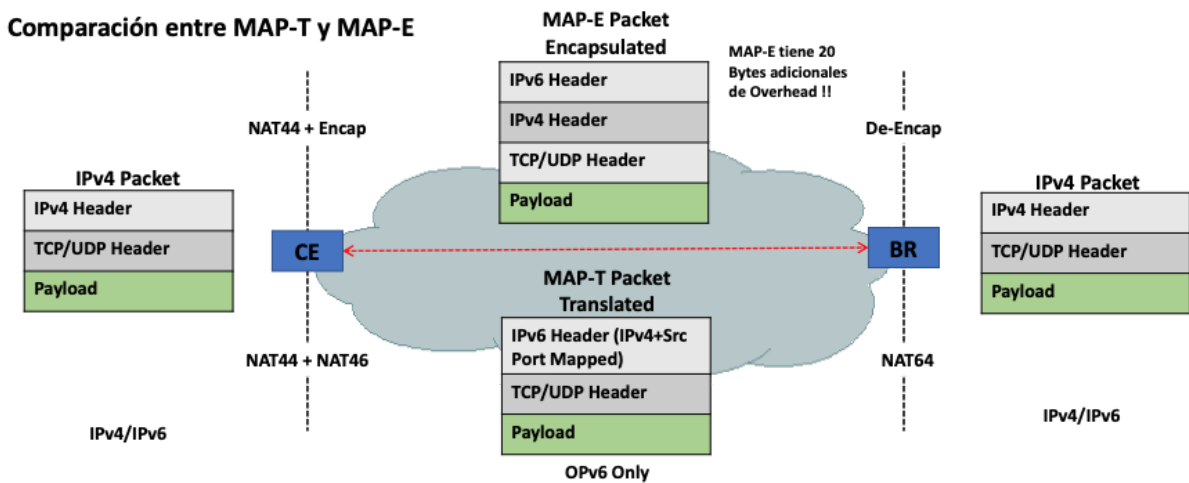 Comparación entre MAP-T y MAP-E
MAP-E Packet
Encapsulated
MAP-E tiene 20
Bytes adicionales
de Overhead !!
IPv6 Header
IPv4 Header
TCP/UDP Header
Payload
NAT44 + Encap
De-Encap
IPv4 Packet
IPv4 Header
TCP/UDP Header
Payload
CE
BR
IPv4 Packet
IPv4 Header
TCP/UDP Header
Payload
MAP-T Packet
Translated
IPv6 Header (IPv4+Src
Port Mapped)
TCP/UDP Header
Payload
NAT44 + NAT46
NAT64
IPv4/IPv6
IPv4/IPv6
OPv6 Only